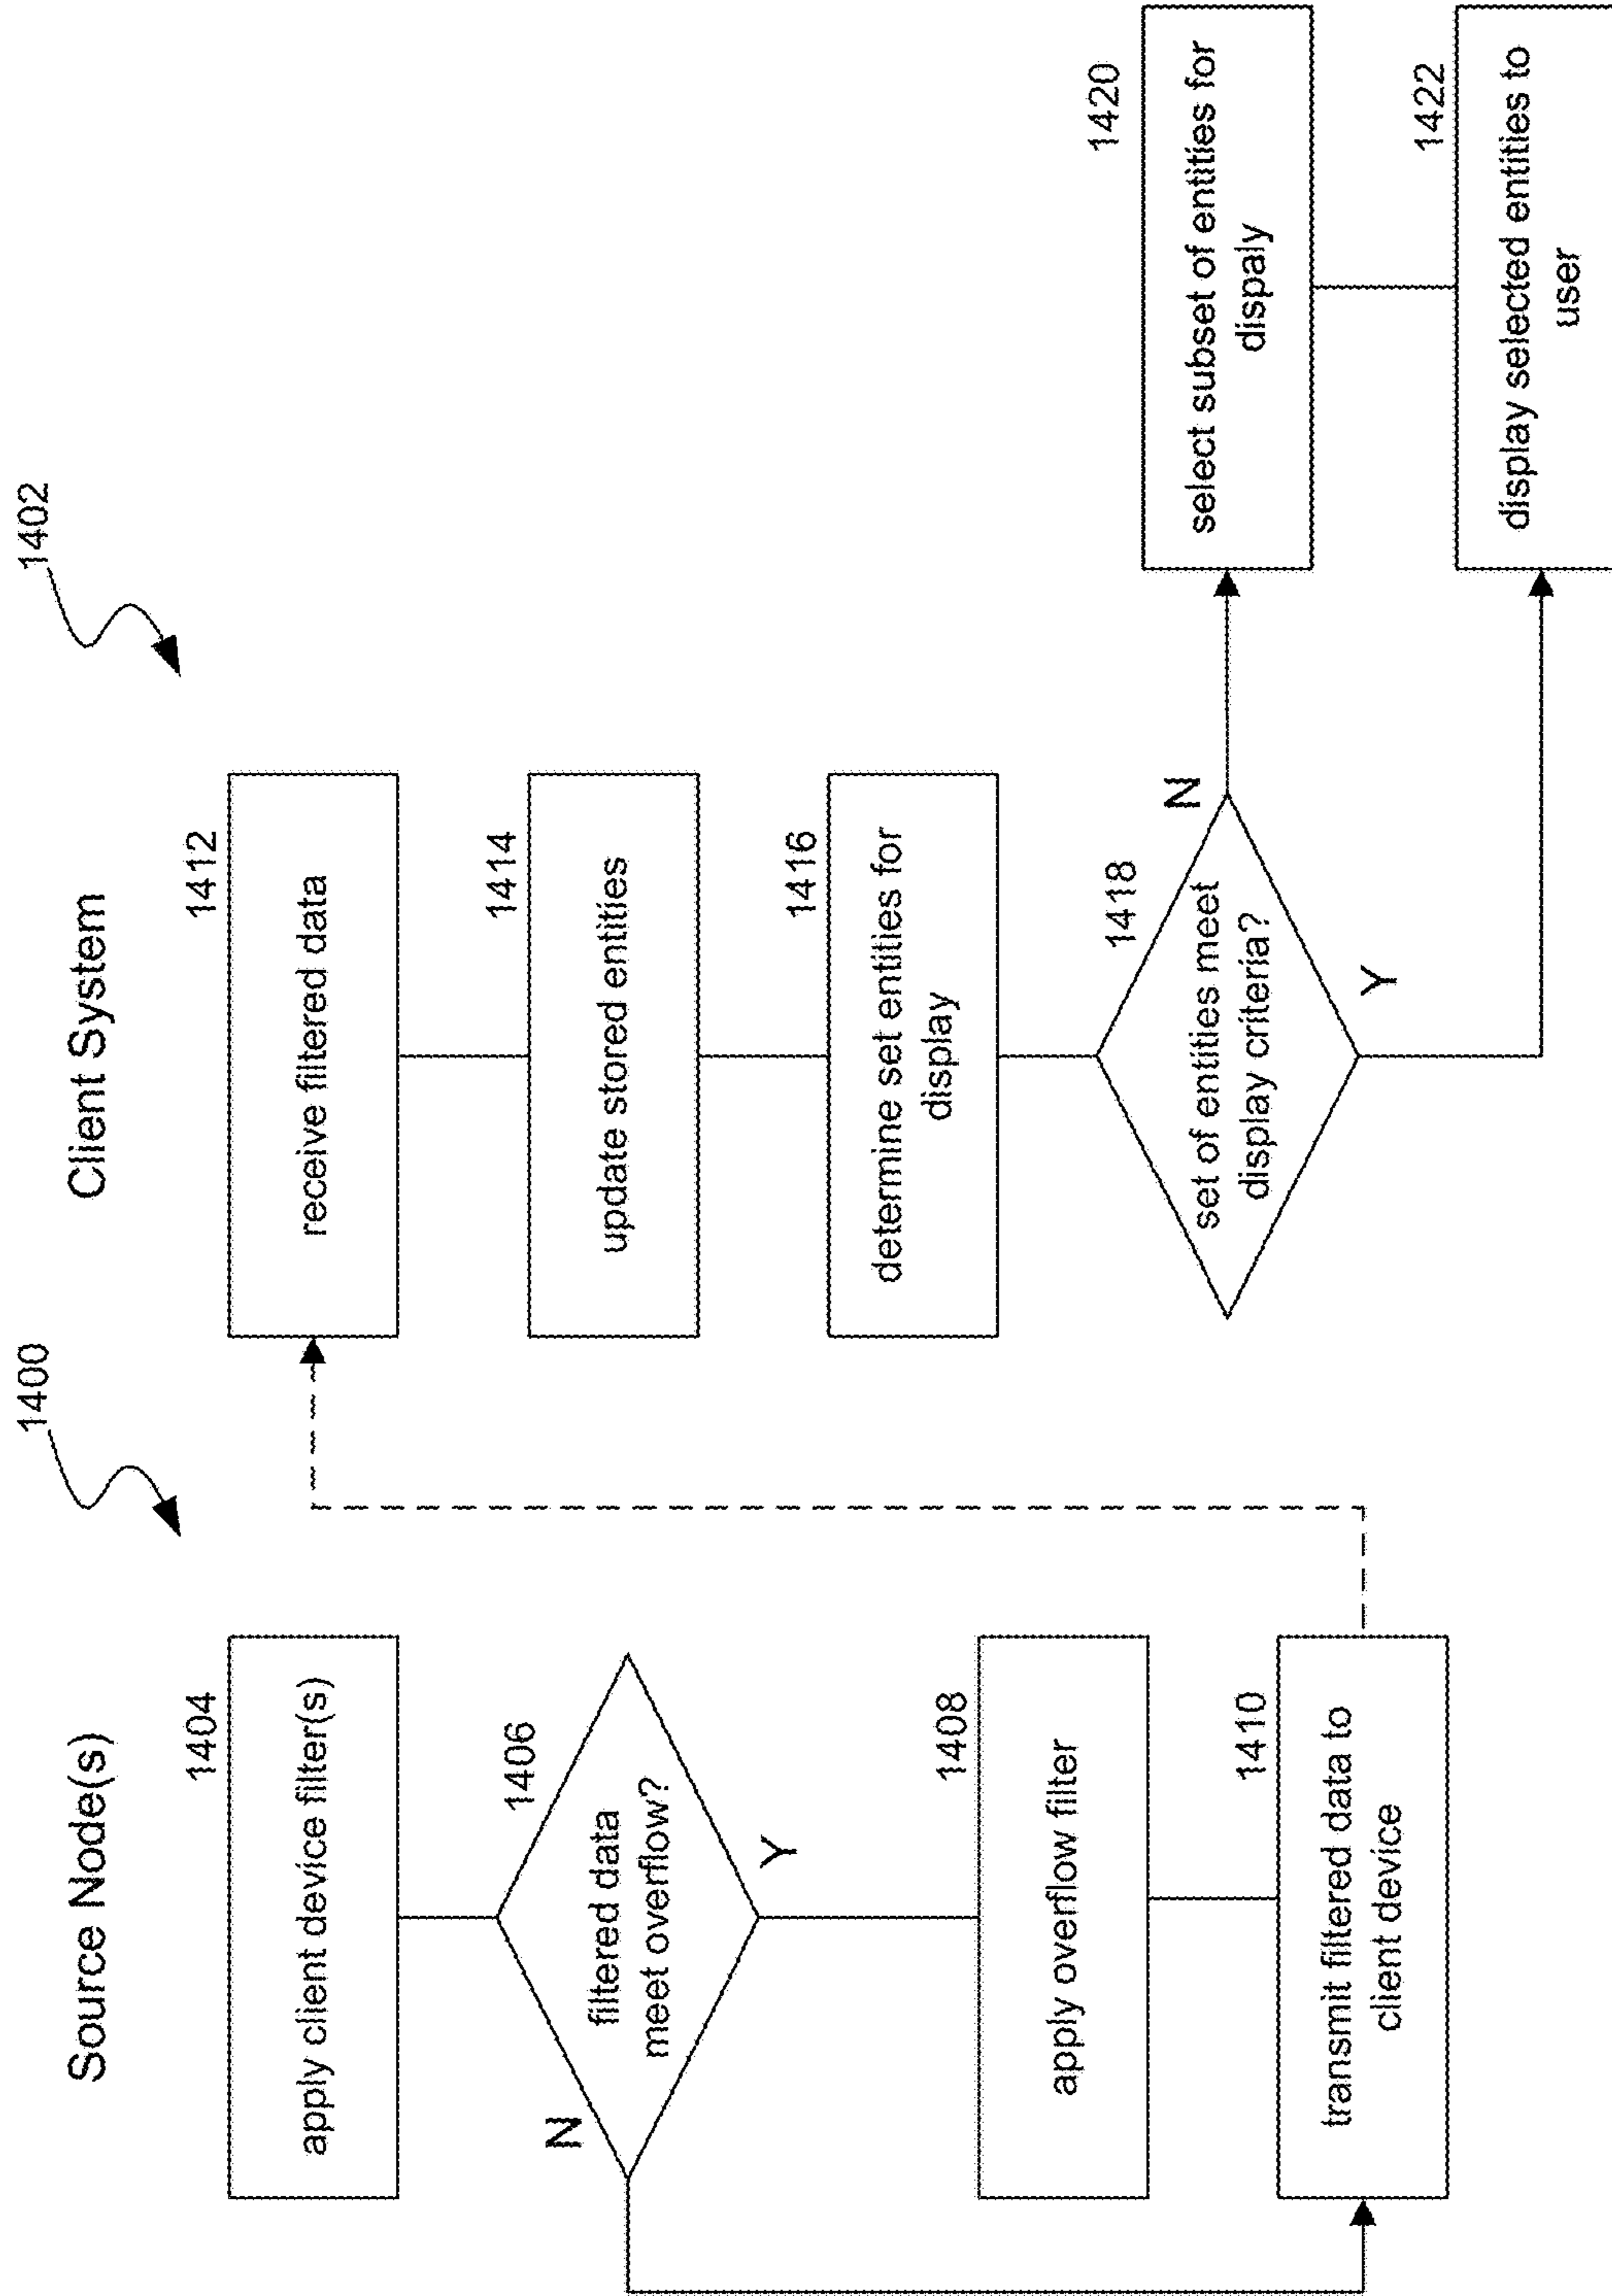 Source Node(s)
1400
1404
apply client device filter(s)
1406
filtered data
meet overflow?
N
Y
1408
apply overflow filter
1410
transmit filtered data to
client device
Client System
1402
1412
receive filtered data
1414
update stored entities
1416
determine set entities for
display
1418
set of entities meet
display criteria?
N
Y
1420
select subset of entities for
dispaly
1422
display selected entities to
user